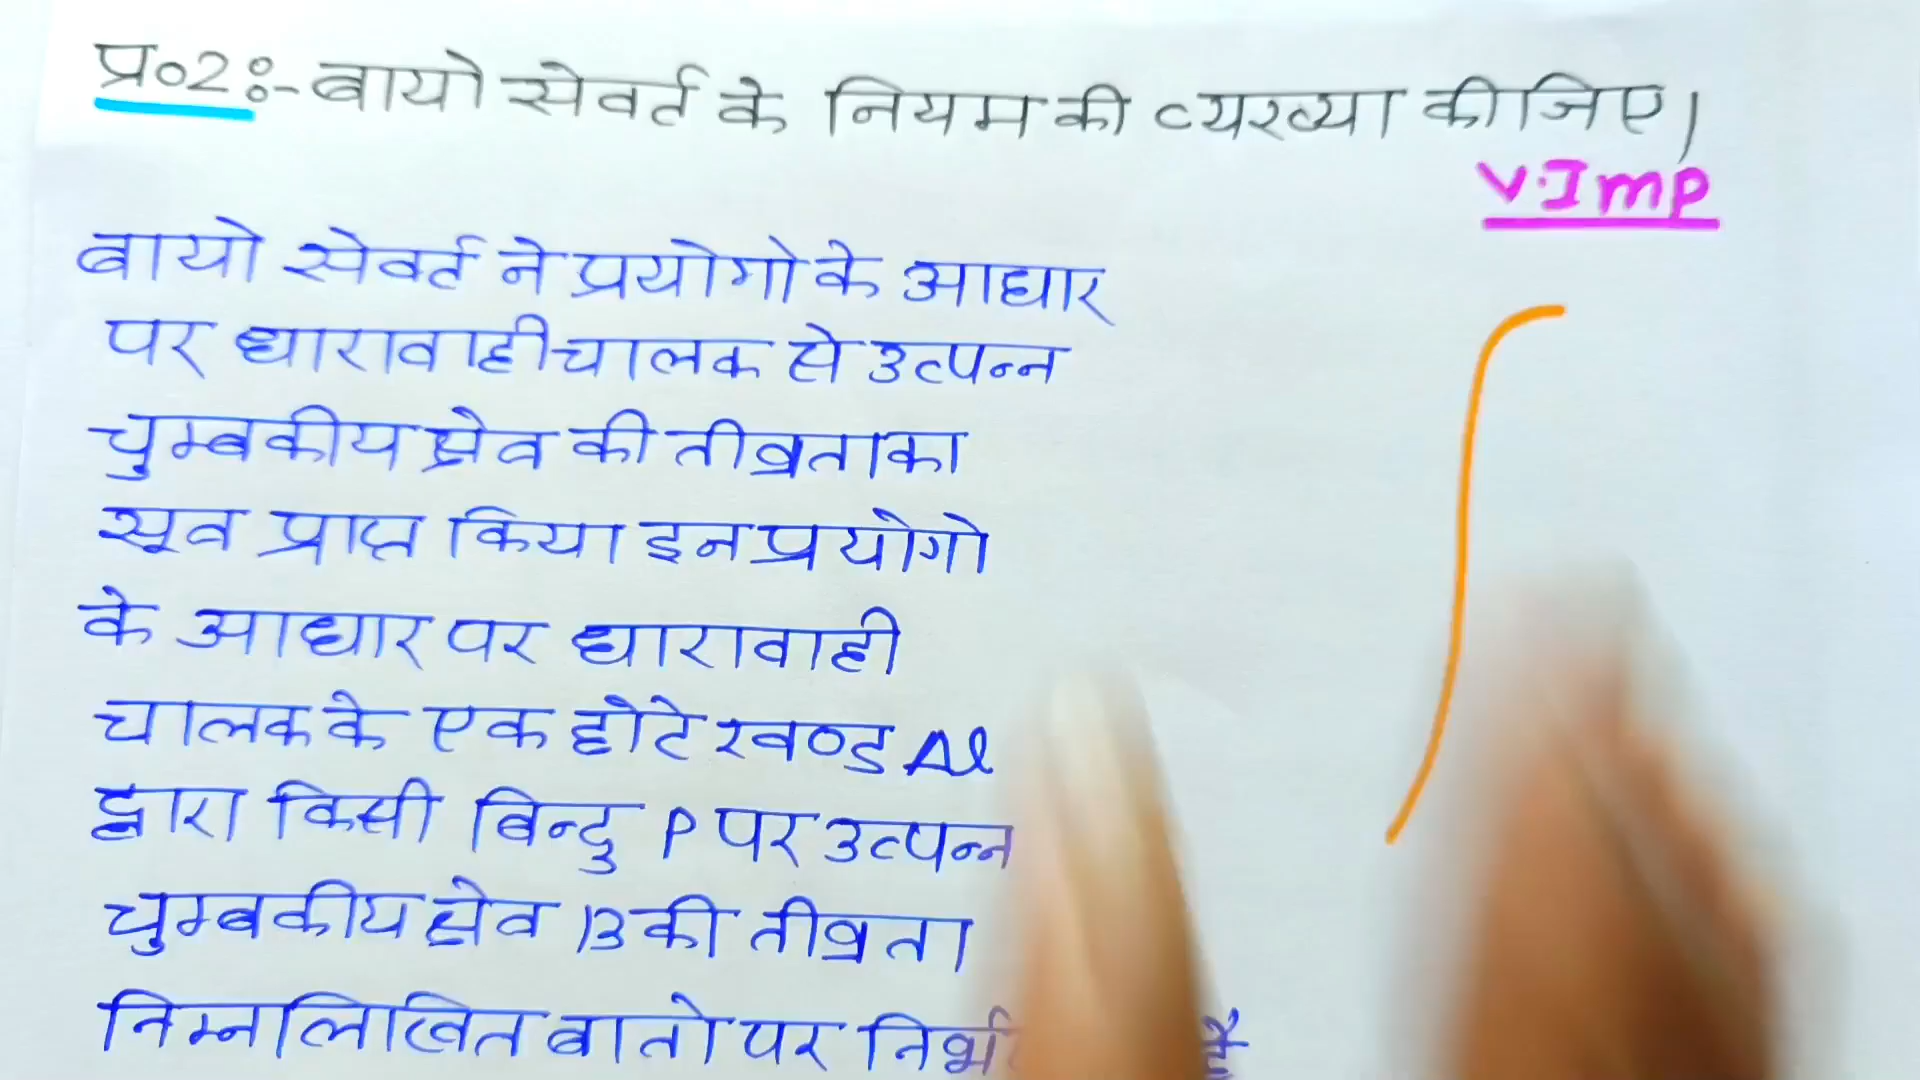 प्र०2ः- बायो सेवर्ट के नियम की व्यख्या कीजिए।
V.Imp
बायो सेवर्ट ने प्रयोगो के आधार
पर धारावाही चालक से उत्पन्न
चुम्बकीय क्षेत्र की तीव्रता का
सूत्र प्राप्त किया इन प्रयोगो
के आधार पर धारावाही
चालक के एक छोटे खण्ड Δl
द्वारा किसी बिन्दु P पर उत्पन्न
चुम्बकीय क्षेत्र B की तीव्रता
निम्नलिखित बातो पर है